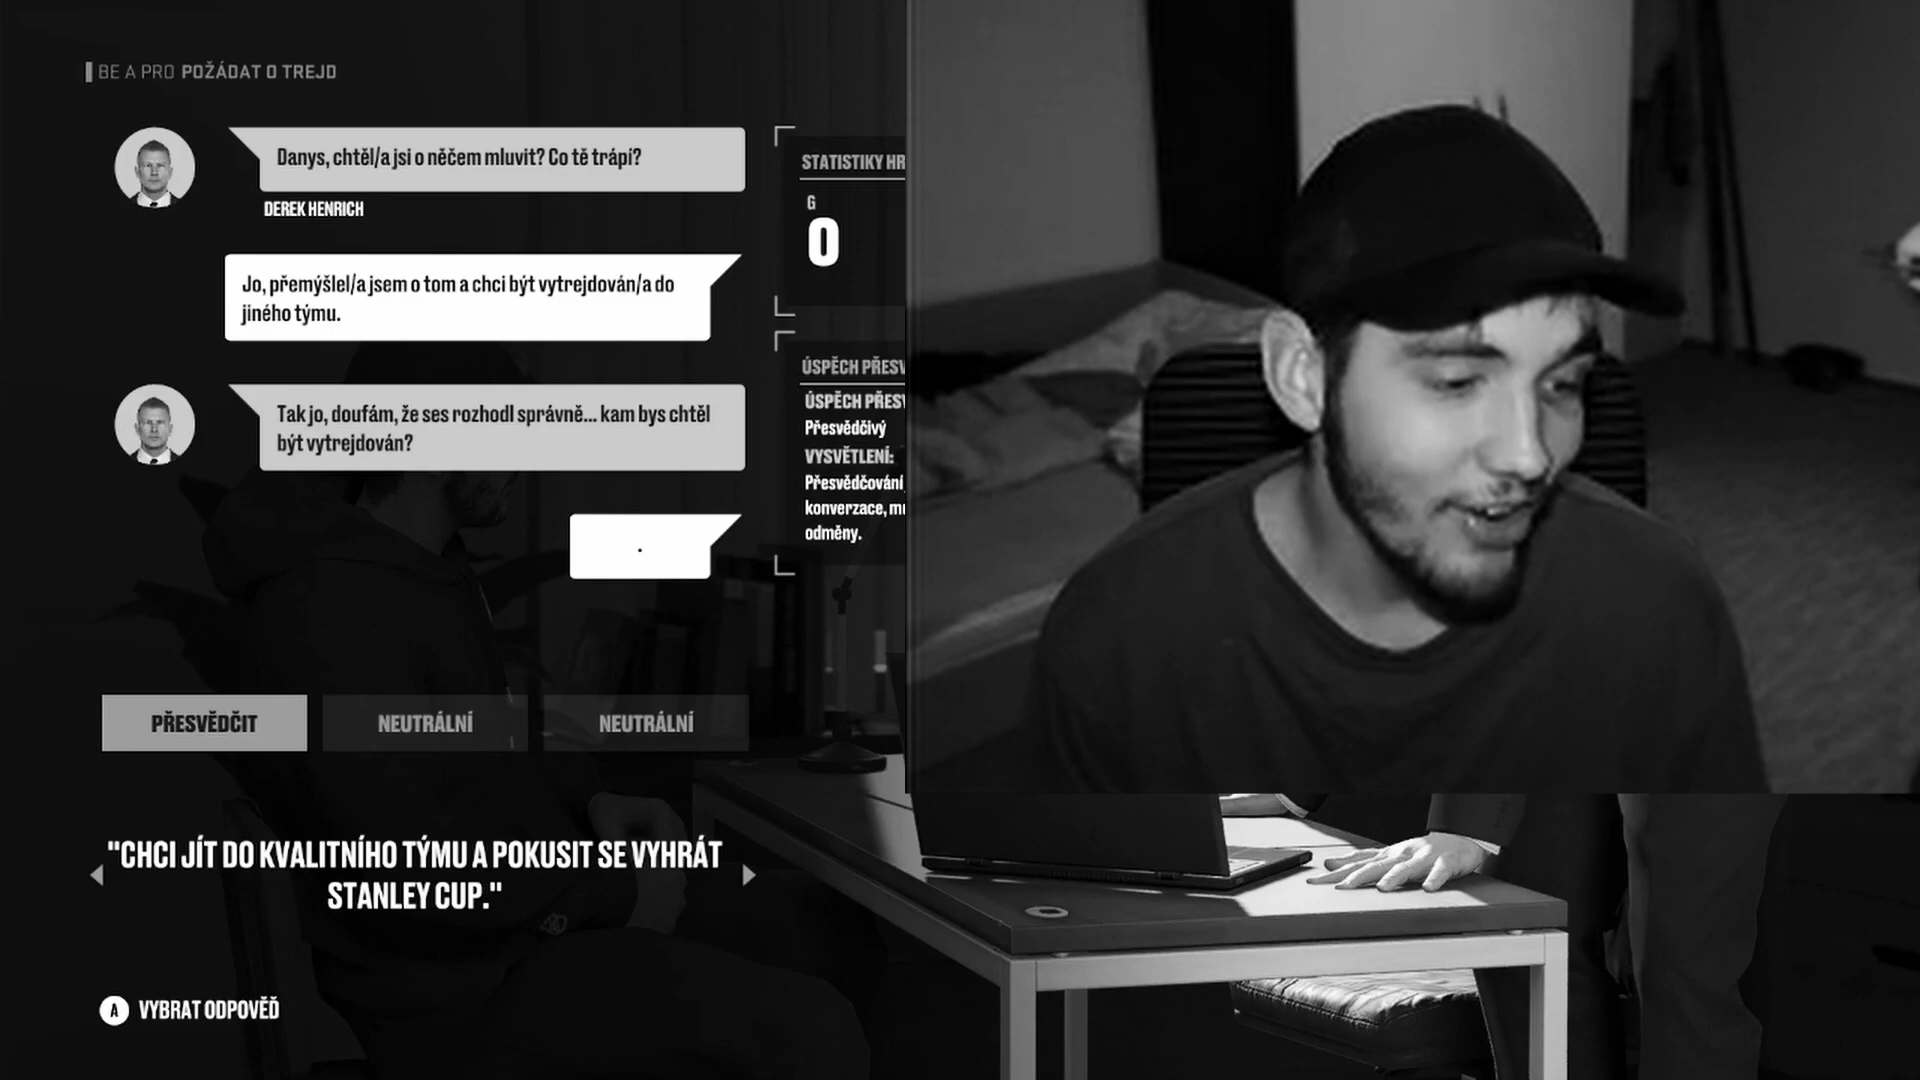 BE A PRO POŽÁDAT O TREJD
Danys, chtěl/a jsi o něčem mluvit? Co tě trápí?
DEREK HENRICH
Jo, přemýšlel/a jsem o tom a chci být vytrejdován/a do
jiného týmu.
Tak jo, doufám, že ses rozhodl správně... kam bys chtěl
být vytrejdován?
.
STATISTIKY HR
G
0
ÚSPĚCH PŘESV
ÚSPĚCH PŘESV
Přesvědčivý
VYSVĚTLENÍ:
Přesvědčování
konverzace, m
odměny.
PŘESVĚDČIT
NEUTRÁLNÍ
NEUTRÁLNÍ
"CHCI JÍT DO KVALITNÍHO TÝMU A POKUSIT SE VYHRÁT
STANLEY CUP."
A VYBRAT ODPOVĚĎ